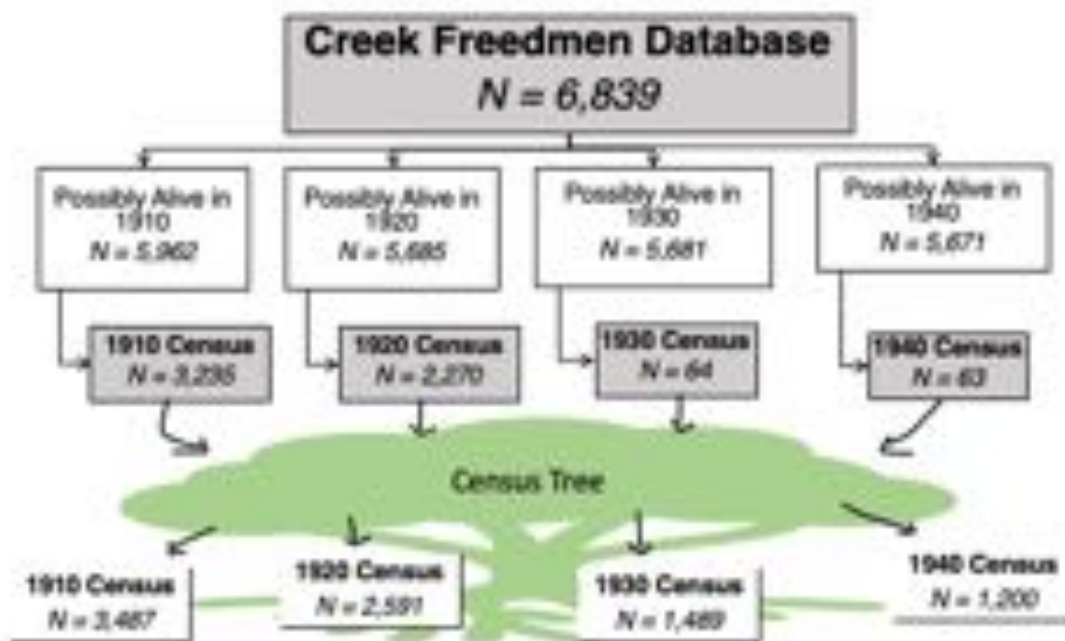 Creek Freedmen Database
N = 6,839
Possibly Alive in
1910
N = 5,962
Possibly Alive in
1920
N = 5,685
Possibly Alive in
1930
N = 5,681
Possibly Alive in
1940
N = 5,671
1910 Census
N = 3,235
1920 Census
N = 2,270
1930 Census
N = 64
1940 Census
N = 63
Census Tree
1910 Census
N = 3,467
1920 Census
N = 2,591
1930 Census
N = 1,489
1940 Census
N = 1,200